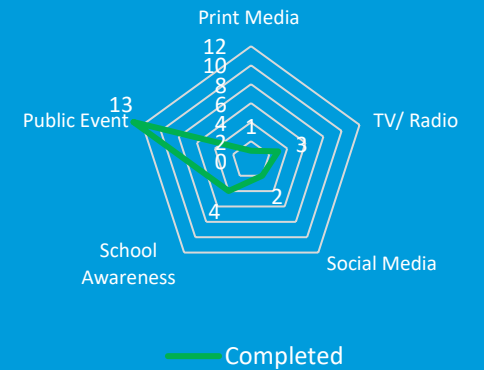 Print Media
12
10
8
6
4
2
0
1
3
2
4
13
Public Event
TV/ Radio
School
Awareness
Social Media
Completed